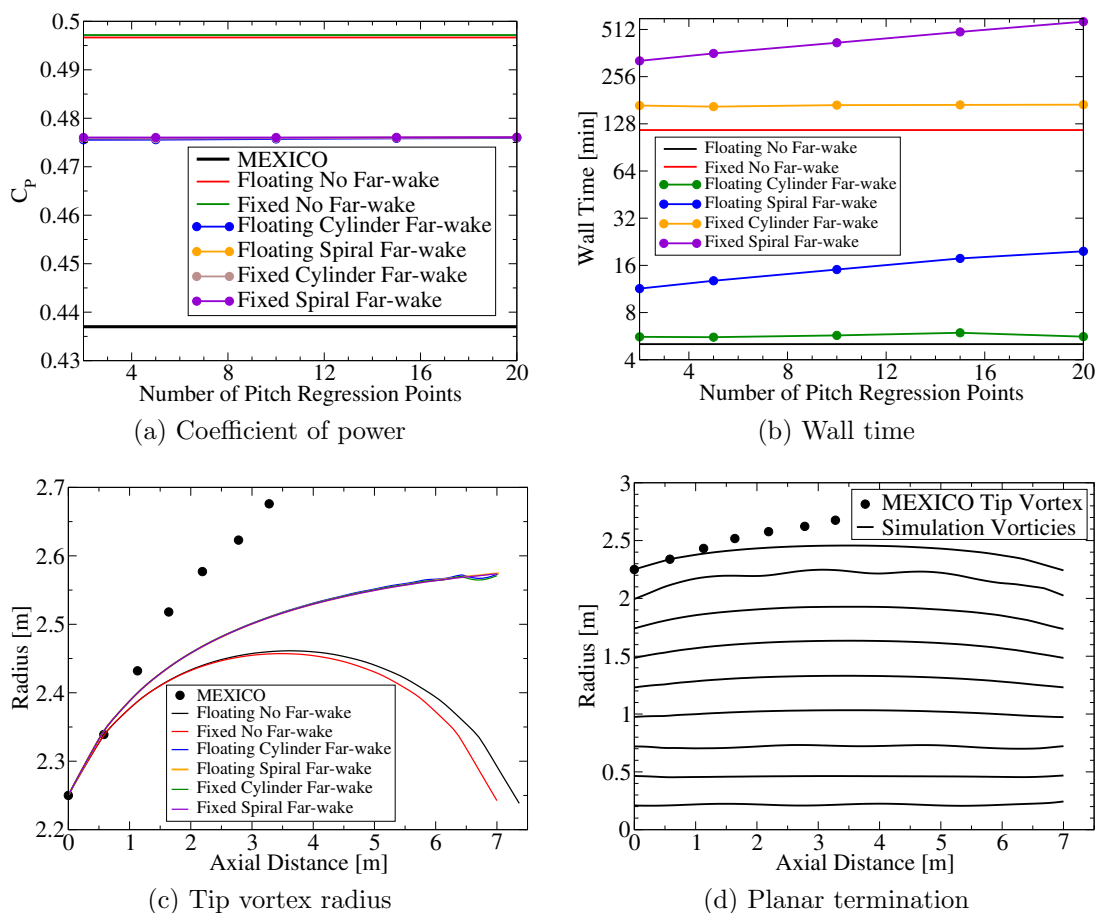 0.5
0.49
0.48
0.47
0.46
0.45
0.44
0.43
C_P
MEXICO
Floating No Far-wake
Fixed No Far-wake
Floating Cylinder Far-wake
Floating Spiral Far-wake
Fixed Cylinder Far-wake
Fixed Spiral Far-wake
4 8 12 16 20
Number of Pitch Regression Points
(a) Coefficient of power
512
256
128
64
32
16
8
4
Wall Time [min]
Floating No Far-wake
Fixed No Far-wake
Floating Cylinder Far-wake
Floating Spiral Far-wake
Fixed Cylinder Far-wake
Fixed Spiral Far-wake
4 8 12 16 20
Number of Pitch Regression Points
(b) Wall time
2.7
2.6
2.5
2.4
2.3
2.2
Radius [m]
MEXICO
Floating No Far-wake
Fixed No Far-wake
Floating Cylinder Far-wake
Floating Spiral Far-wake
Fixed Cylinder Far-wake
Fixed Spiral Far-wake
0 1 2 3 4 5 6 7
Axial Distance [m]
(c) Tip vortex radius
3
2.5
2
1.5
1
0.5
0
Radius [m]
MEXICO Tip Vortex
Simulation Vorticies
0 1 2 3 4 5 6 7
Axial Distance [m]
(d) Planar termination